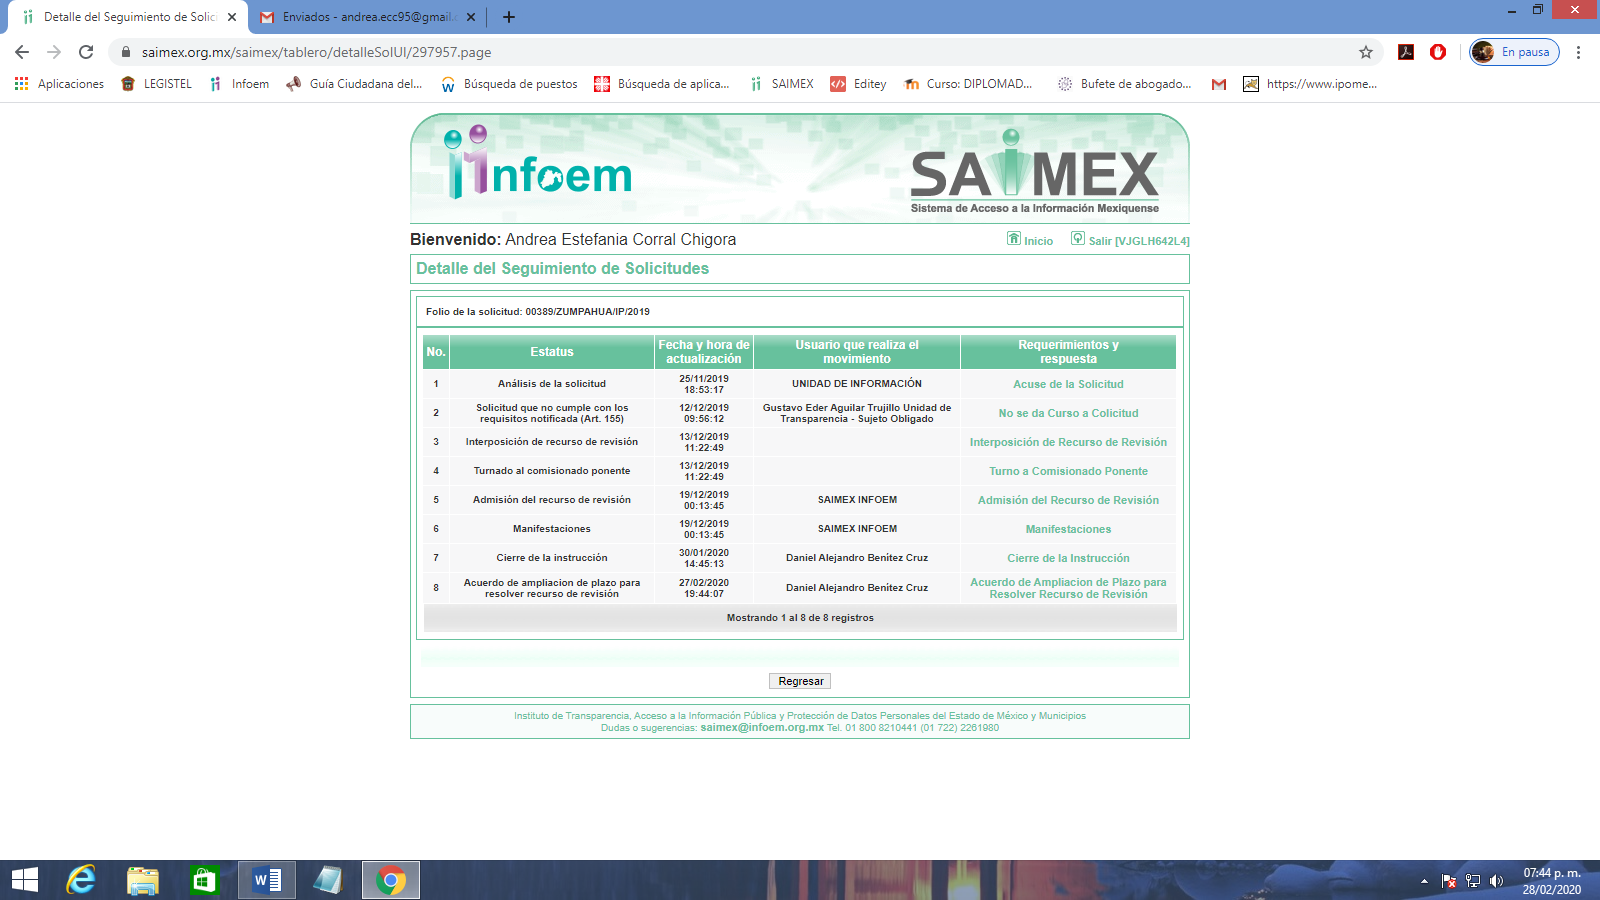 Detalle del Seguimiento de Solici
Enviados - andrea.ecc95@gmail.c
saimex.org.mx/saimex/tablero/detalleSolUI/297957.page
En pausa
Aplicaciones
LEGISTEL
Infoem
Guía Ciudadana del...
Búsqueda de puestos
Búsqueda de aplica...
SAIMEX
Editey
Curso: DIPLOMAD...
Bufete de abogado...
https://www.ipome...
infoem
SAiMEX
Sistema de Acceso a la Información Mexiquense
Bienvenido: Andrea Estefania Corral Chigora
Inicio
Salir [VJGLH642L4]
Detalle del Seguimiento de Solicitudes
Folio de la solicitud: 00389/ZUMPAHUA/IP/2019
No.
Estatus
Fecha y hora de
actualización
Usuario que realiza el
movimiento
Requerimientos y
respuesta
1
Análisis de la solicitud
25/11/2019
18:53:17
UNIDAD DE INFORMACIÓN
Acuse de la Solicitud
2
Solicitud que no cumple con los
requisitos notificada (Art. 155)
12/12/2019
09:56:12
Gustavo Eder Aguilar Trujillo Unidad de
Transparencia - Sujeto Obligado
No se da Curso a Colicitud
3
Interposición de recurso de revisión
13/12/2019
11:22:49
Interposición de Recurso de Revisión
4
Turnado al comisionado ponente
13/12/2019
11:22:49
Turno a Comisionado Ponente
5
Admisión del recurso de revisión
19/12/2019
00:13:45
SAIMEX INFOEM
Admisión del Recurso de Revisión
6
Manifestaciones
19/12/2019
00:13:45
SAIMEX INFOEM
Manifestaciones
7
Cierre de la instrucción
30/01/2020
14:45:13
Daniel Alejandro Benítez Cruz
Cierre de la Instrucción
8
Acuerdo de ampliacion de plazo para
resolver recurso de revisión
27/02/2020
19:44:07
Daniel Alejandro Benítez Cruz
Acuerdo de Ampliacion de Plazo para
Resolver Recurso de Revisión
Mostrando 1 al 8 de 8 registros
Regresar
Instituto de Transparencia, Acceso a la Información Pública y Protección de Datos Personales del Estado de México y Municipios
Dudas o sugerencias: saimex@infoem.org.mx Tel. 01 800 8210441 (01 722) 2261980
07:44 p. m.
28/02/2020